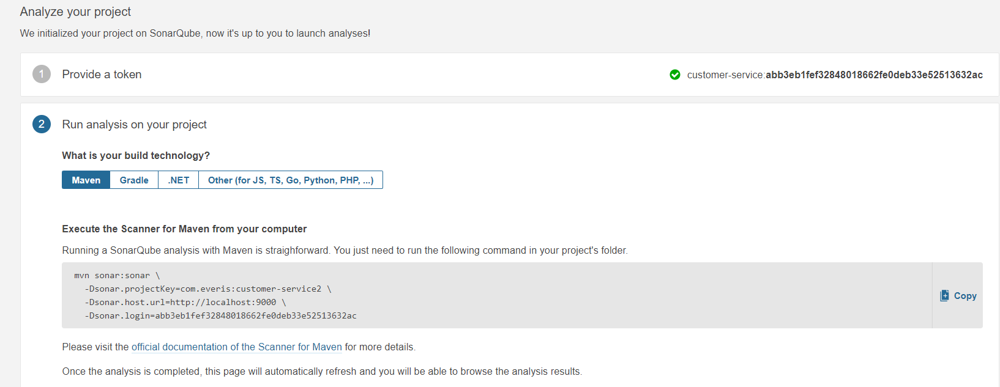 Analyze your project
We initialized your project on SonarQube, now it's up to you to launch analyses!
1 Provide a token customer-service:abb3eb1fef32848018662fe0deb33e52513632ac
2 Run analysis on your project
What is your build technology?
Maven Gradle .NET Other (for JS, TS, Go, Python, PHP, ...)
Execute the Scanner for Maven from your computer
Running a SonarQube analysis with Maven is straighforward. You just need to run the following command in your project's folder.
mvn sonar:sonar \
-Dsonar.projectKey=com.everis:customer-service2 \
-Dsonar.host.url=http://localhost:9000 \
-Dsonar.login=abb3eb1fef32848018662fe0deb33e52513632ac
Copy
Please visit the official documentation of the Scanner for Maven for more details.
Once the analysis is completed, this page will automatically refresh and you will be able to browse the analysis results.